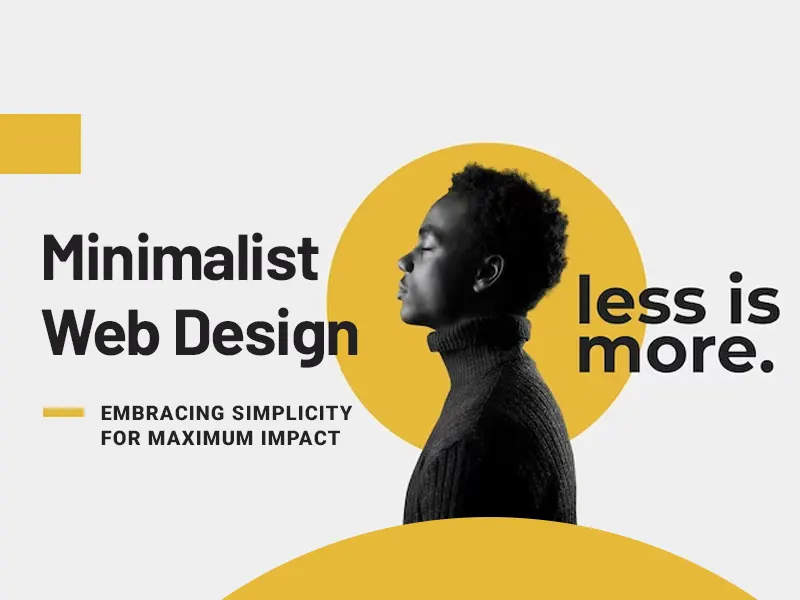 Minimalist
Web Design
EMBRACING SIMPLICITY
FOR MAXIMUM IMPACT
less is
more.